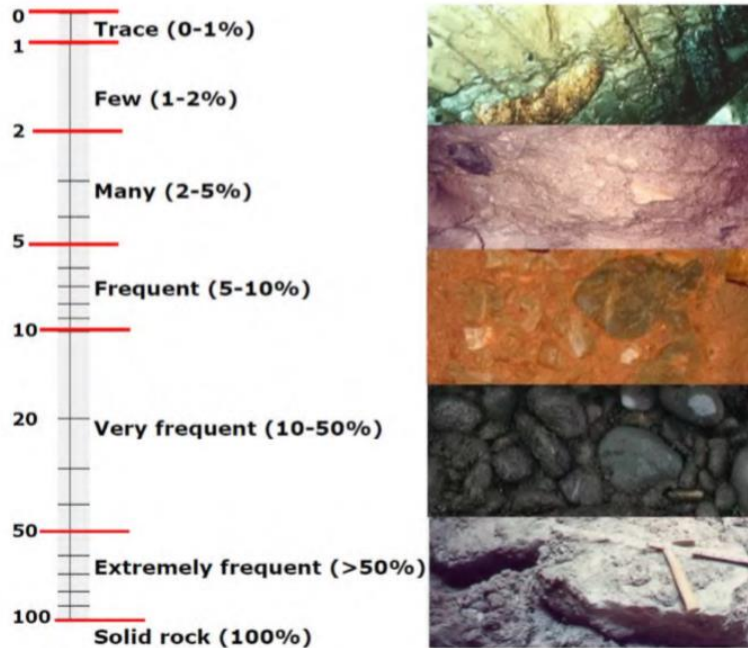 0
Trace (0-1%)
1
Few (1-2%)
2
Many (2-5%)
5
Frequent (5-10%)
10
20
Very frequent (10-50%)
50
Extremely frequent (>50%)
100
Solid rock (100%)